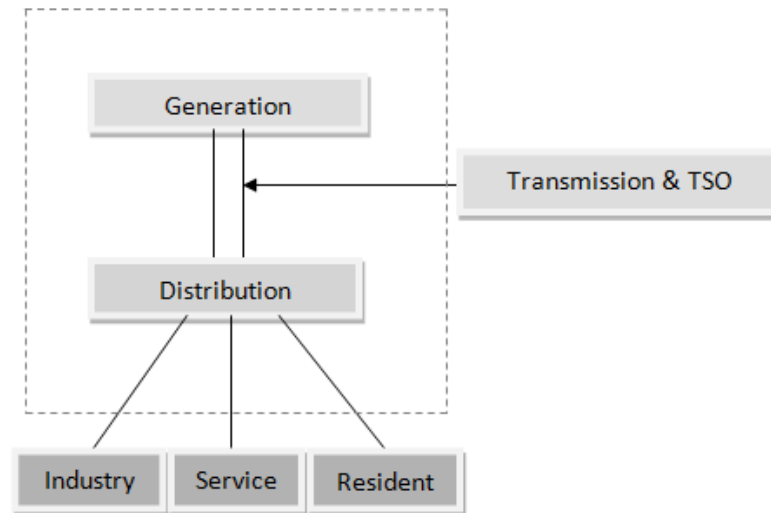 Generation
Transmission & TSO
Distribution
Industry
Service
Resident